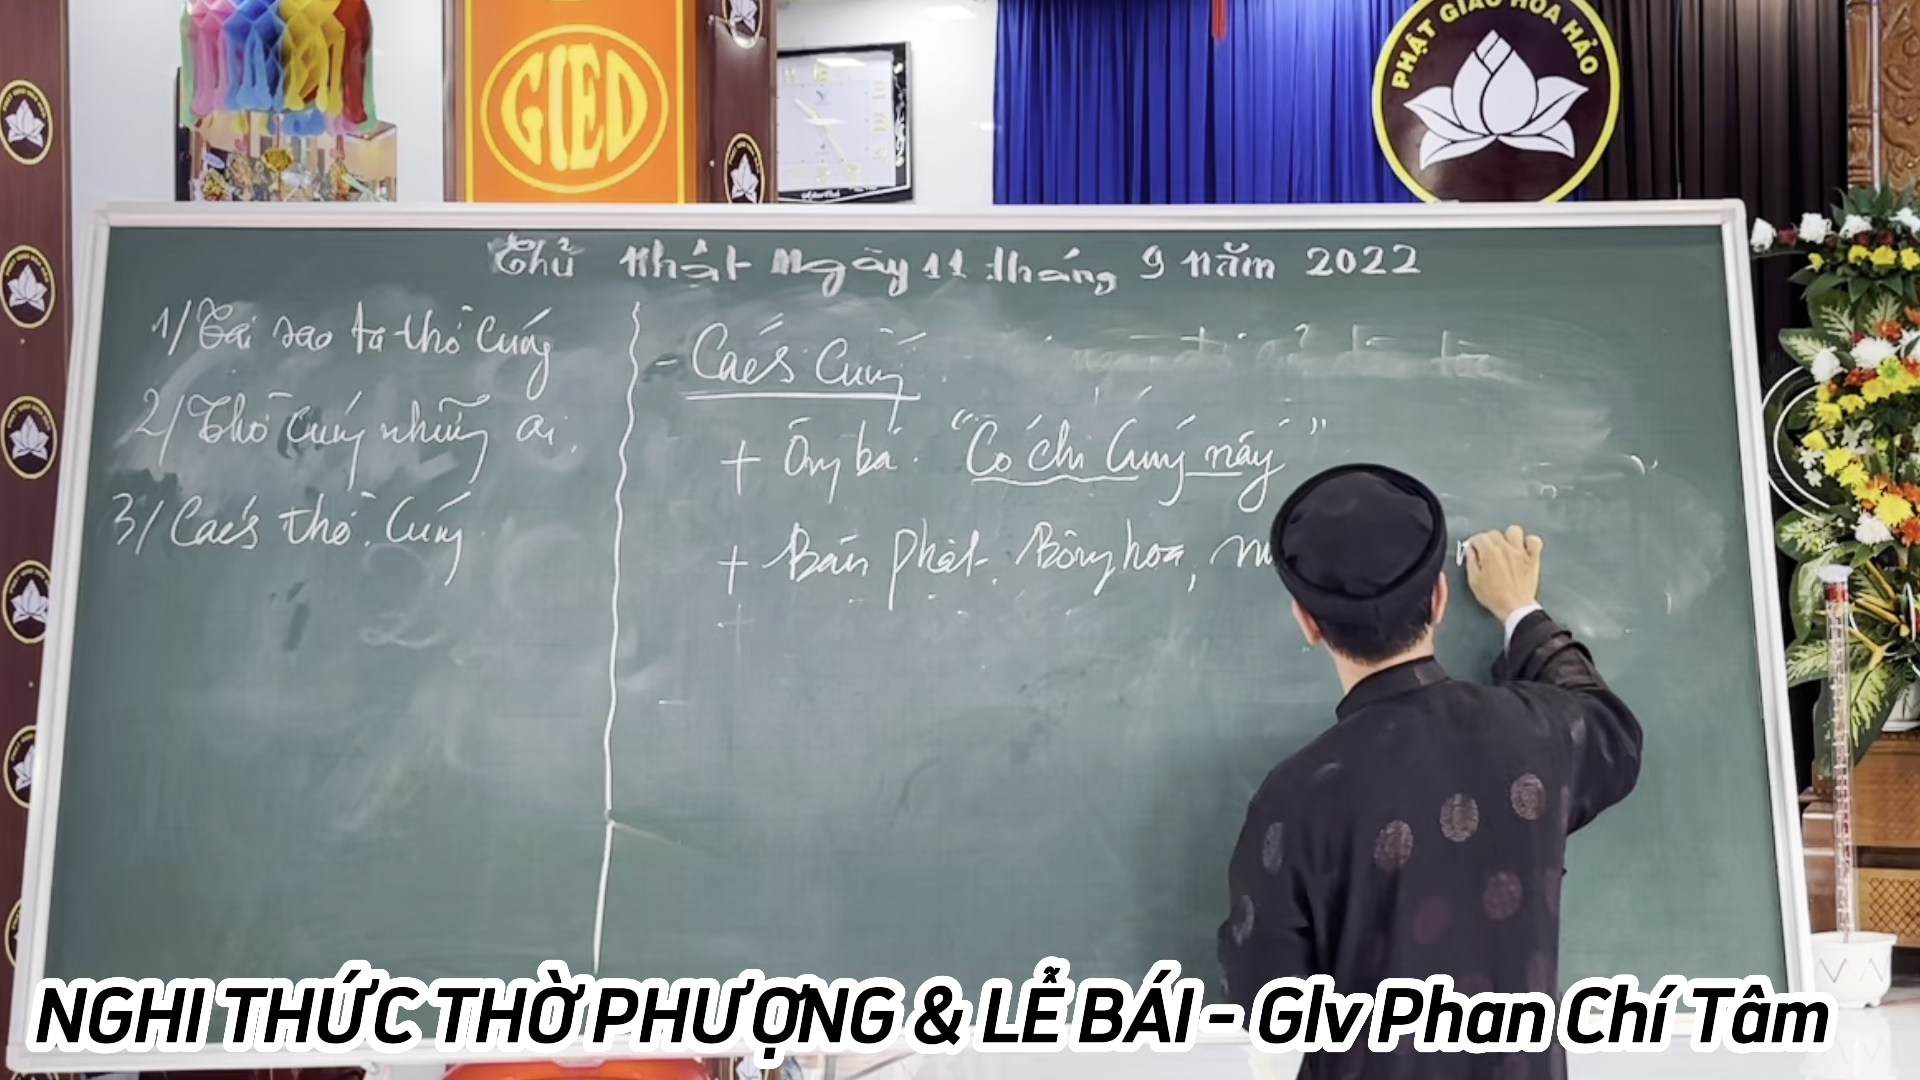 GIED
PHẬT GIÁO HÒA HẢO
Chủ Nhật Ngày 11 tháng 9 năm 2022
1/ Tại sao ta thờ Cúng
2/ Thờ Cúng những ai.
3/ Cách thờ. Cúng
- Cách Cúng
+ Ông bà. "Có chi Cúng nấy"
+ Bàn Phật. Bông hoa,
NGHI THỨC THỜ PHƯỢNG & LỄ BÁI - Glv Phan Chí Tâm